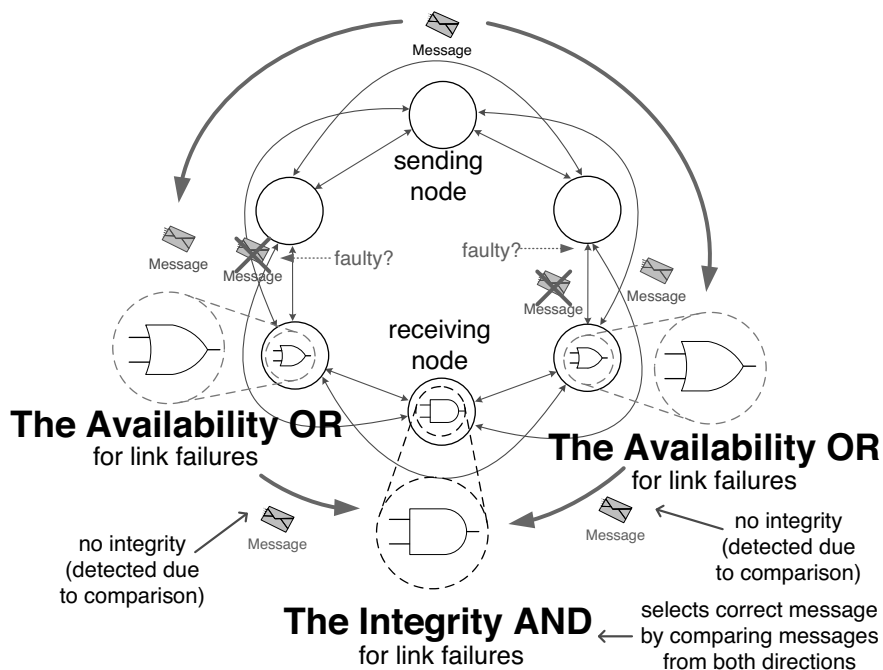 Message
sending
node
Message
Message
faulty?
faulty?
Message
Message
receiving
node
The Availability OR
for link failures
The Availability OR
for link failures
Message
Message
no integrity
(detected due
to comparison)
no integrity
(detected due
to comparison)
The Integrity AND
for link failures
selects correct message
by comparing messages
from both directions